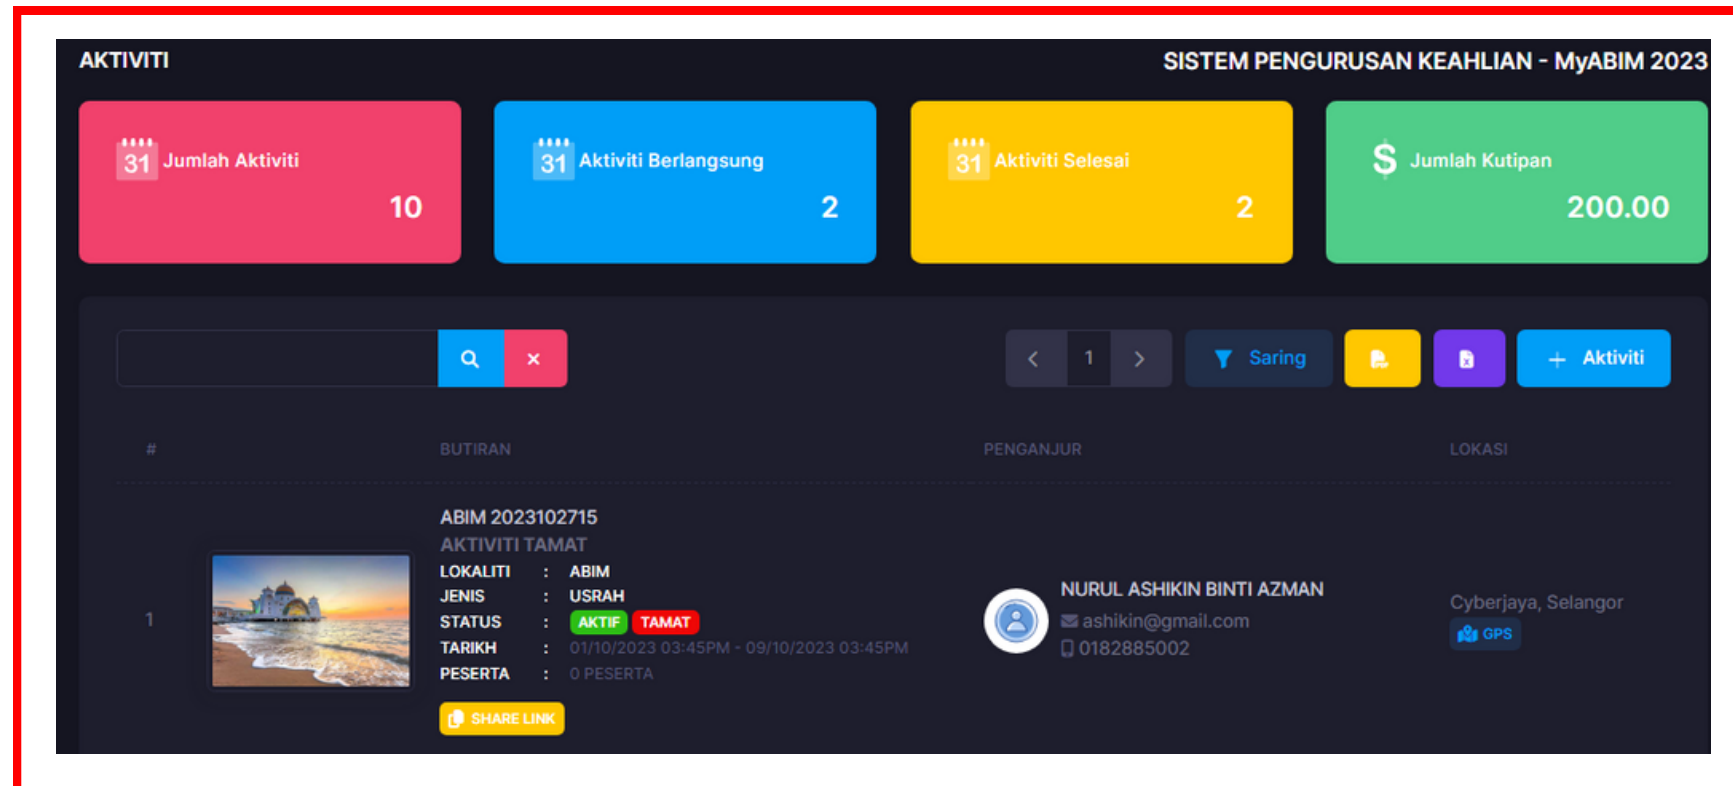 AKTIVITI
SISTEM PENGURUSAN KEAHLIAN - MyABIM 2023
31 Jumlah Aktiviti
10
31 Aktiviti Berlangsung
2
31 Aktiviti Selesai
2
$ Jumlah Kutipan
200.00
< 1 >
Saring
+ Aktiviti
# BUTIRAN PENGANJUR LOKASI
1
ABIM 2023102715
AKTIVITI TAMAT
LOKALITI : ABIM
JENIS : USRAH
STATUS : AKTIF TAMAT
TARIKH : 01/10/2023 03:45PM - 09/10/2023 03:45PM
PESERTA : 0 PESERTA
SHARE LINK
NURUL ASHIKIN BINTI AZMAN
ashikin@gmail.com
0182885002
Cyberjaya, Selangor
GPS